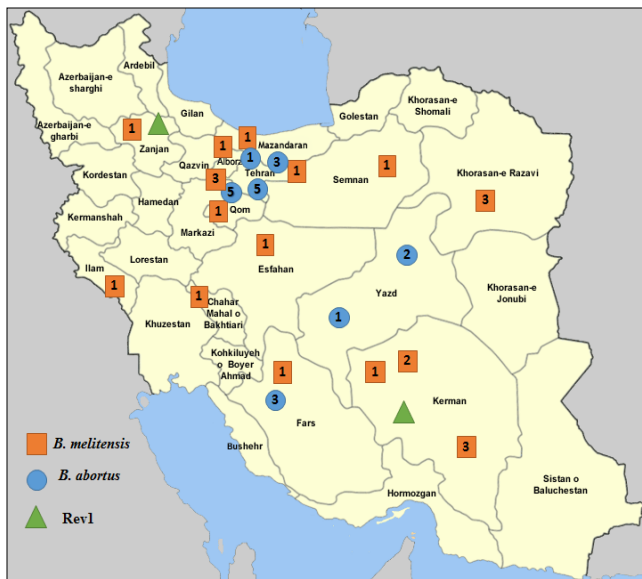 Ardebil
Azerbaijan-e
sharghi
Azerbaijan-e
gherbi
Gilan
Zanjan
1
1
1
Mazandaran
Golestan
Khorasan-e
Shomali
Alborz
1
3
Tehran
1
Semnan
1
Khorasan-e Razavi
3
Kordestan
Qazvin
3
5
5
Hamedan
Qom
1
Kermanshah
Markazi
Lorestan
Ilam
1
1
Esfahan
2
Yazd
1
Khorasan-e
Jonubi
Khuzestan
1
Chahar
Mahal o
Bakhtiari
Kohkiluyeh
o Boyer
Ahmad
1
3
Fars
1
2
Kerman
3
Bushehr
Hormozgan
Sistan o
Baluchestan
B. melitensis
B. abortus
Rev1